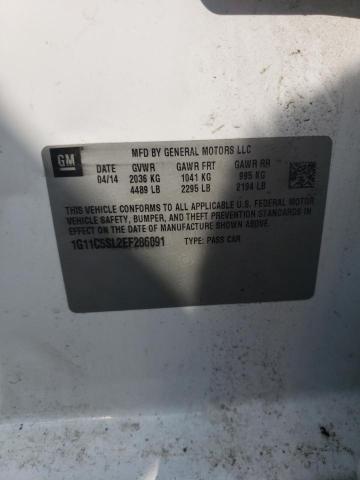 GM
MFD BY GENERAL MOTORS LLC
DATE GVWR GAWR FRT GAWR RR
04/14 2036 KG 1041 KG 995 KG
4489 LB 2295 LB 2194 LB
THIS VEHICLE CONFORMS TO ALL APPLICABLE U.S. FEDERAL MOTOR
VEHICLE SAFETY, BUMPER, AND THEFT PREVENTION STANDARDS IN
EFFECT ON THE DATE OF MANUFACTURE SHOWN ABOVE.
1G11C5SL2EF286091 TYPE: PASS CAR